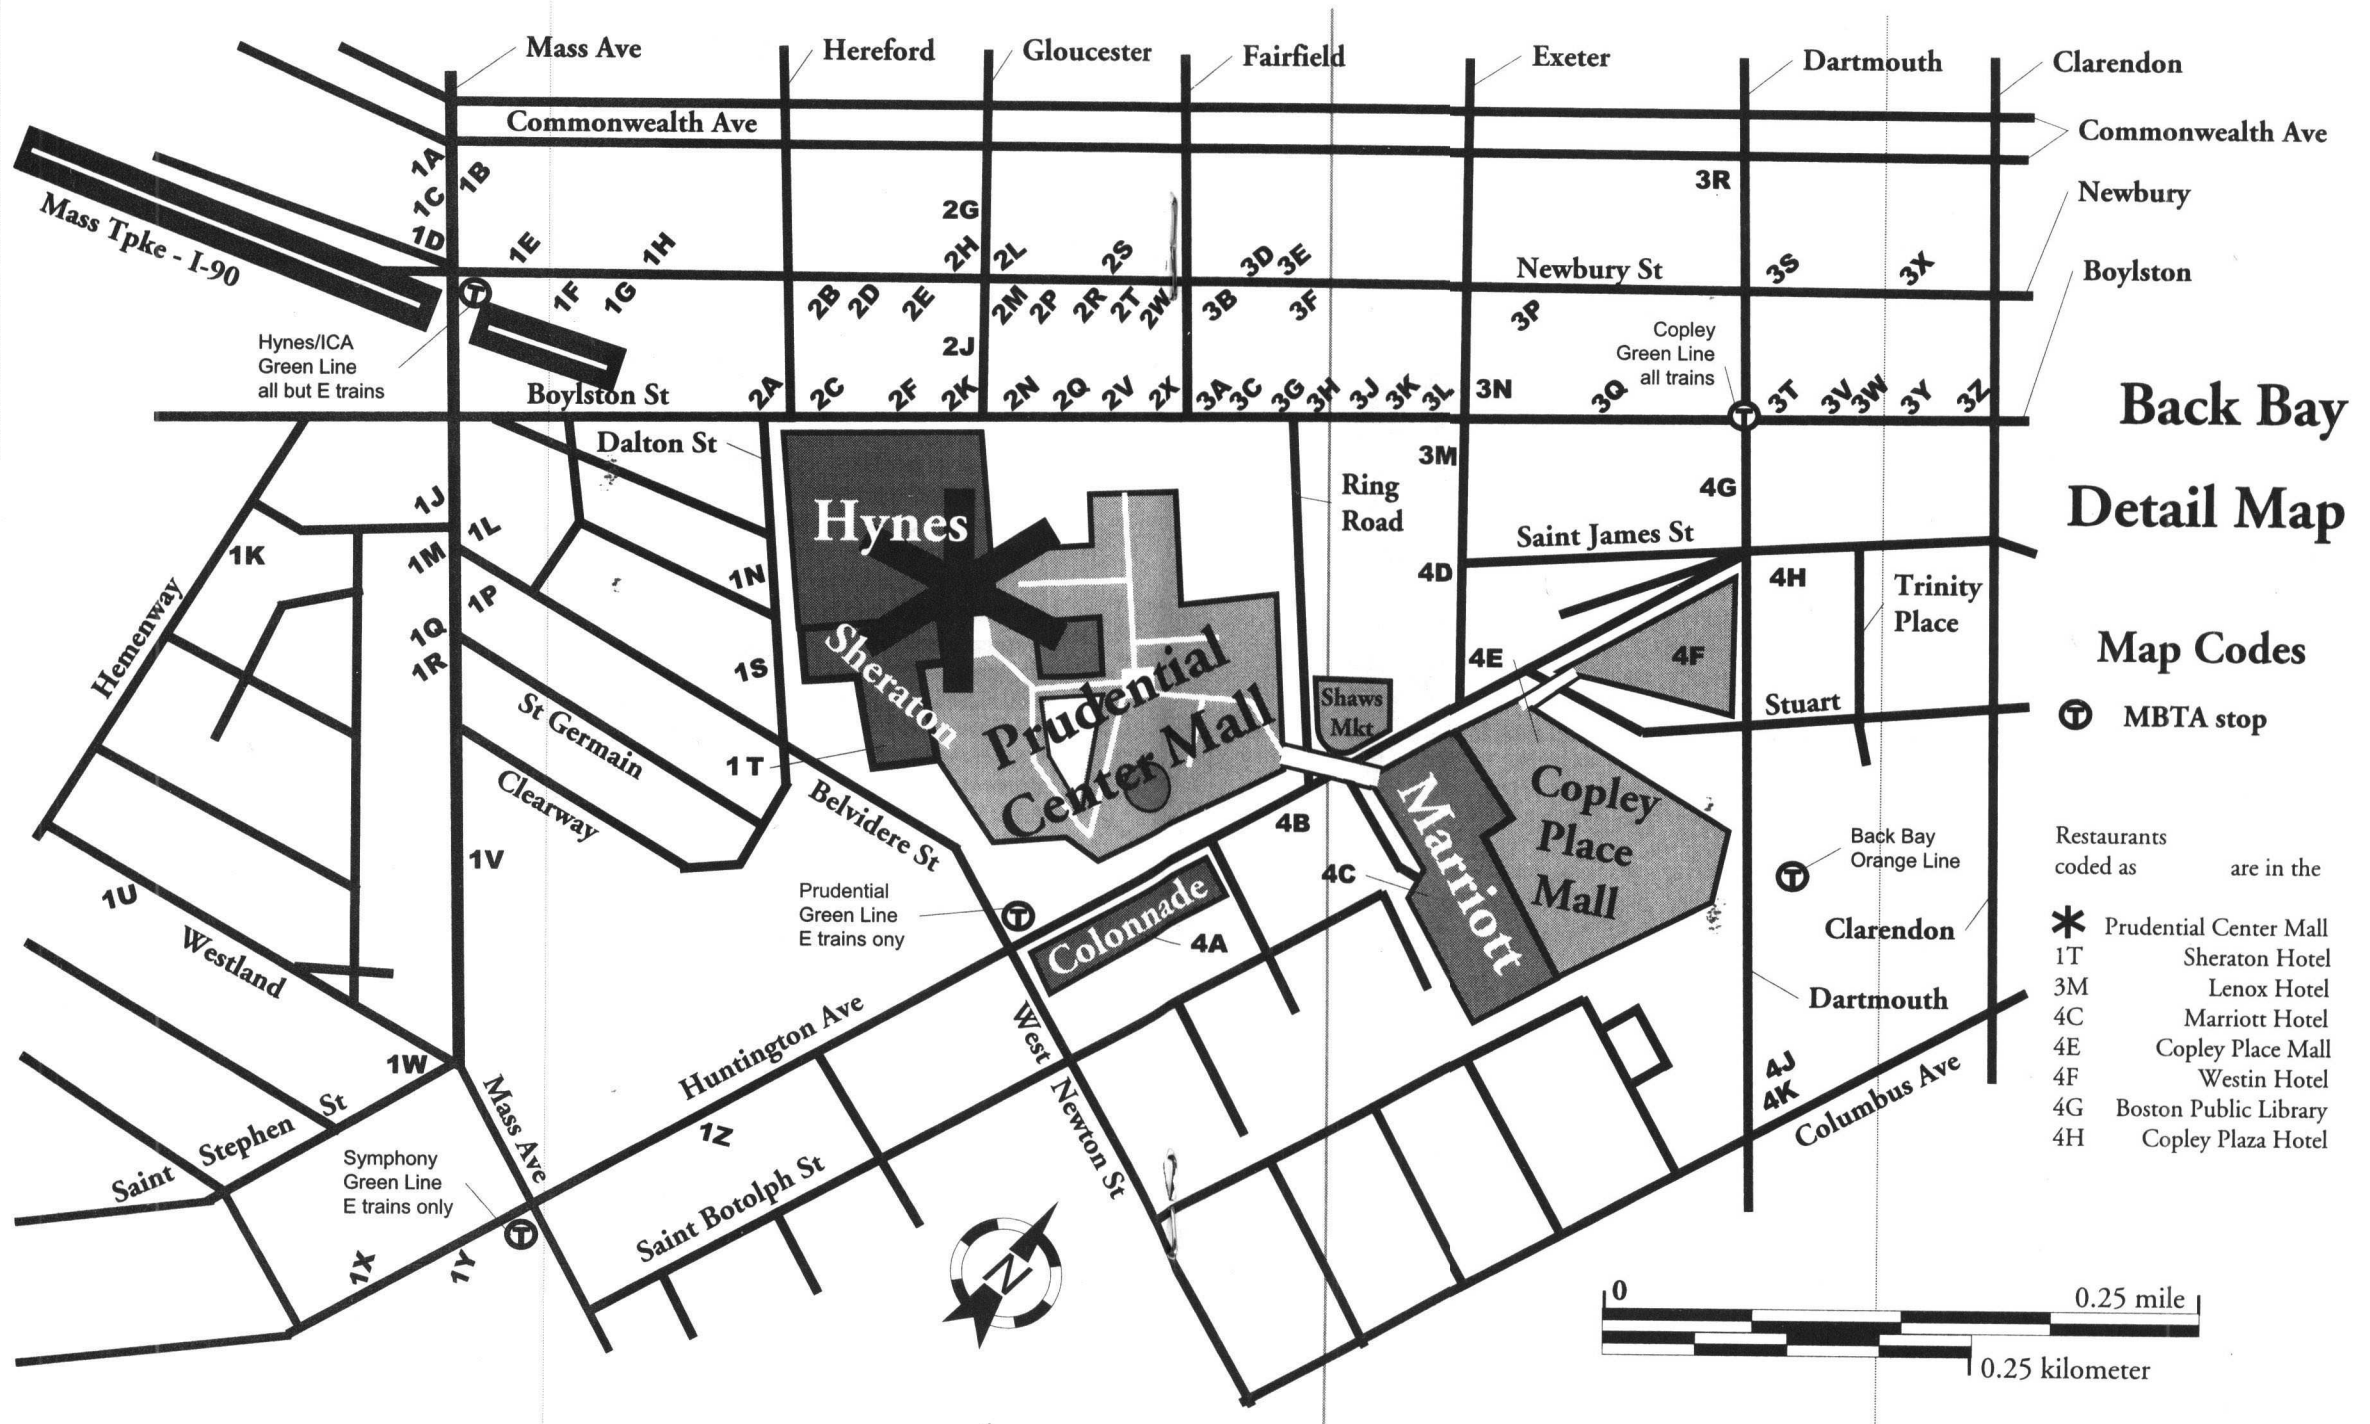 Mass Ave
Hereford
Gloucester
Fairfield
Exeter
Dartmouth
Clarendon
Commonwealth Ave
Commonwealth Ave
1A
1B
1C
1D
Mass Tpke - I-90
3R
Newbury
2G
1E
1H
2H
2L
2S
3D
3E
Newbury St
3S
3X
Boylston
1F
1G
2B
2D
2E
2M
2P
2R
2T
2W
3B
3F
3P
Hynes/ICA
Green Line
all but E trains
2J
Copley
Green Line
all trains
Boylston St
2A
2C
2F
2K
2N
2Q
2V
2X
3A
3C
3G
3H
3J
3K
3L
3N
3Q
3T
3V
3W
3Y
3Z
T
T
Back Bay
Detail Map
Dalton St
3M
Ring
Road
4G
1J
1K
1L
1M
Hynes
Saint James St
1N
1P
4D
4H
Trinity
Place
Hemenway
1Q
1R
1S
Sheraton
Prudential
Center Mall
4E
4F
Shaws
Mkt
Stuart
Map Codes
T MBTA stop
St Germain
1T
Clearway
Belvidere St
4B
Marriott
Copley
Place
Mall
1V
1U
Westland
4C
Back Bay
Orange Line
T
Prudential
Green Line
E trains ony
T
Colonnade
4A
Clarendon
Dartmouth
Restaurants
coded as are in the
Prudential Center Mall
1T Sheraton Hotel
3M Lenox Hotel
4C Marriott Hotel
4E Copley Place Mall
4F Westin Hotel
4G Boston Public Library
4H Copley Plaza Hotel
1W
Mass Ave
Huntington Ave
West Newton St
4J
4K
Columbus Ave
Saint Stephen St
1Z
Saint Botolph St
Symphony
Green Line
E trains only
T
1X
1Y
N
0
0.25 mile
0.25 kilometer